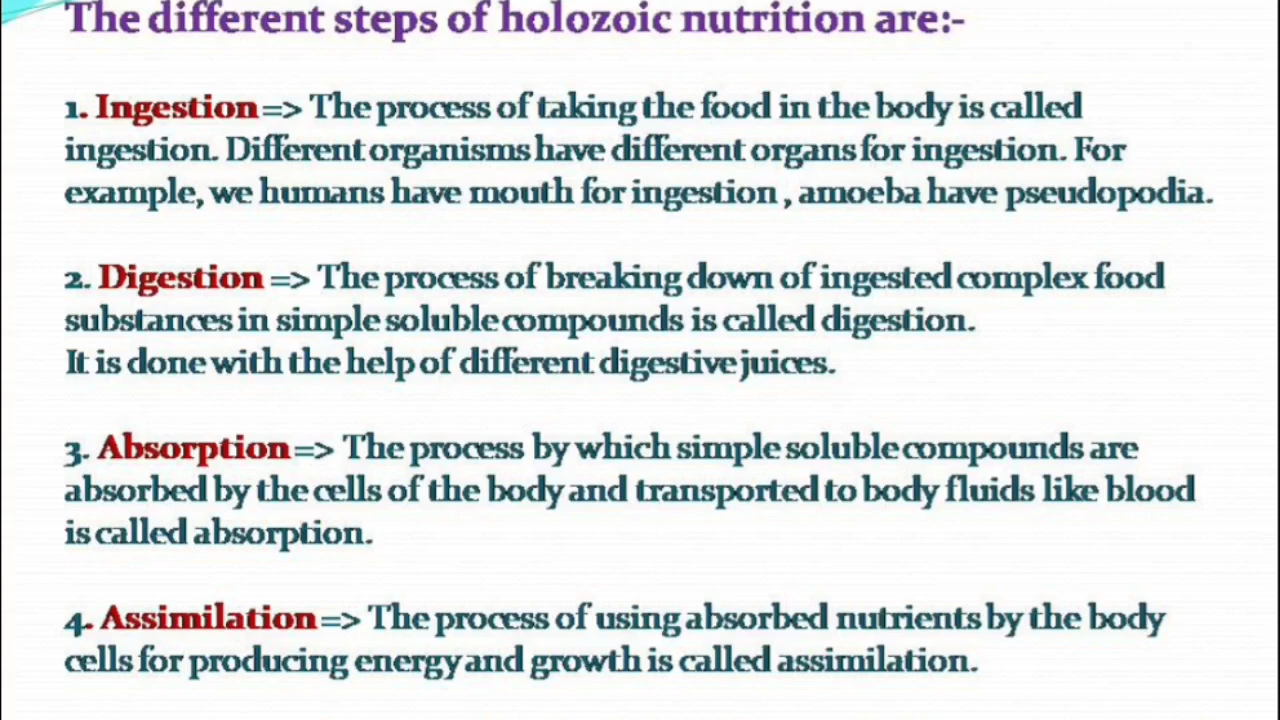 The different steps of holozoic nutrition are:-
1. Ingestion => The process of taking the food in the body is called
ingestion. Different organisms have different organs for ingestion. For
example, we humans have mouth for ingestion , amoeba have pseudopodia.
2. Digestion => The process of breaking down of ingested complex food
substances in simple soluble compounds is called digestion.
It is done with the help of different digestive juices.
3. Absorption => The process by which simple soluble compounds are
absorbed by the cells of the body and transported to body fluids like blood
is called absorption.
4. Assimilation => The process of using absorbed nutrients by the body
cells for producing energy and growth is called assimilation.